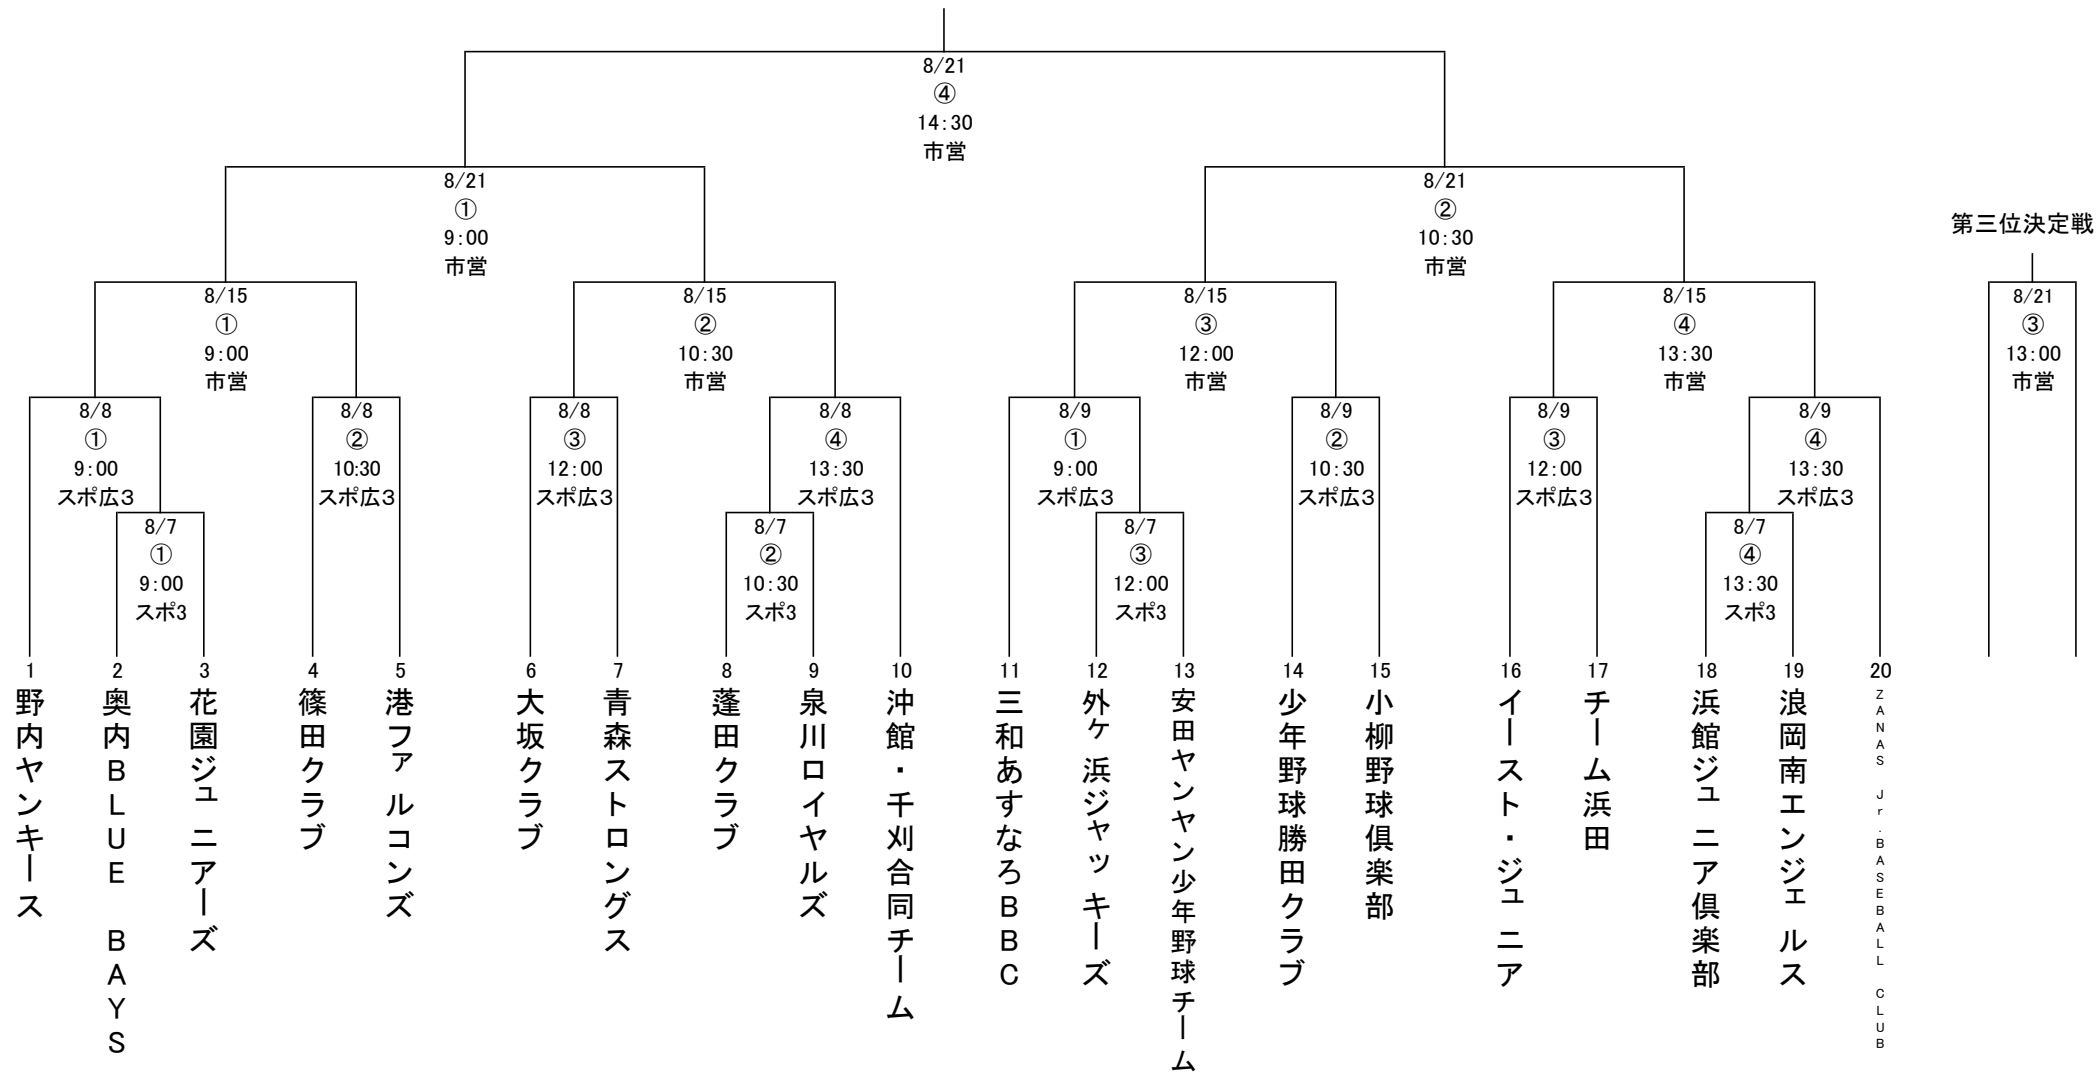 8/21
④
14:30
市営
8/21
①
9:00
市営
8/21
②
10:30
市営
第三位決定戦
8/15
①
9:00
市営
8/15
②
10:30
市営
8/15
③
12:00
市営
8/15
④
13:30
市営
8/21
③
13:00
市営
8/8
①
9:00
スポ広3
8/8
②
10:30
スポ広3
8/8
③
12:00
スポ広3
8/8
④
13:30
スポ広3
8/9
①
9:00
スポ広3
8/9
②
10:30
スポ広3
8/9
③
12:00
スポ広3
8/9
④
13:30
スポ広3
8/7
①
9:00
スポ3
8/7
②
10:30
スポ3
8/7
③
12:00
スポ3
8/7
④
13:30
スポ3
1
野内ヤンキース
2
奥内BLUE BAYS
3
花園ジュニアーズ
4
篠田クラブ
5
港ファルコンズ
6
大坂クラブ
7
青森ストロングス
8
蓬田クラブ
9
泉川ロイヤルズ
10
沖館・千刈合同チーム
11
三和あすなろBBC
12
外ヶ浜ジャッキーズ
13
安田ヤンヤン少年野球チーム
14
少年野球勝田クラブ
15
小柳野球倶楽部
16
イースト・ジュニア
17
チーム浜田
18
浜館ジュニア倶楽部
19
浪岡南エンジェルス
20
ZANAS Jr.BASEBALL CLUB